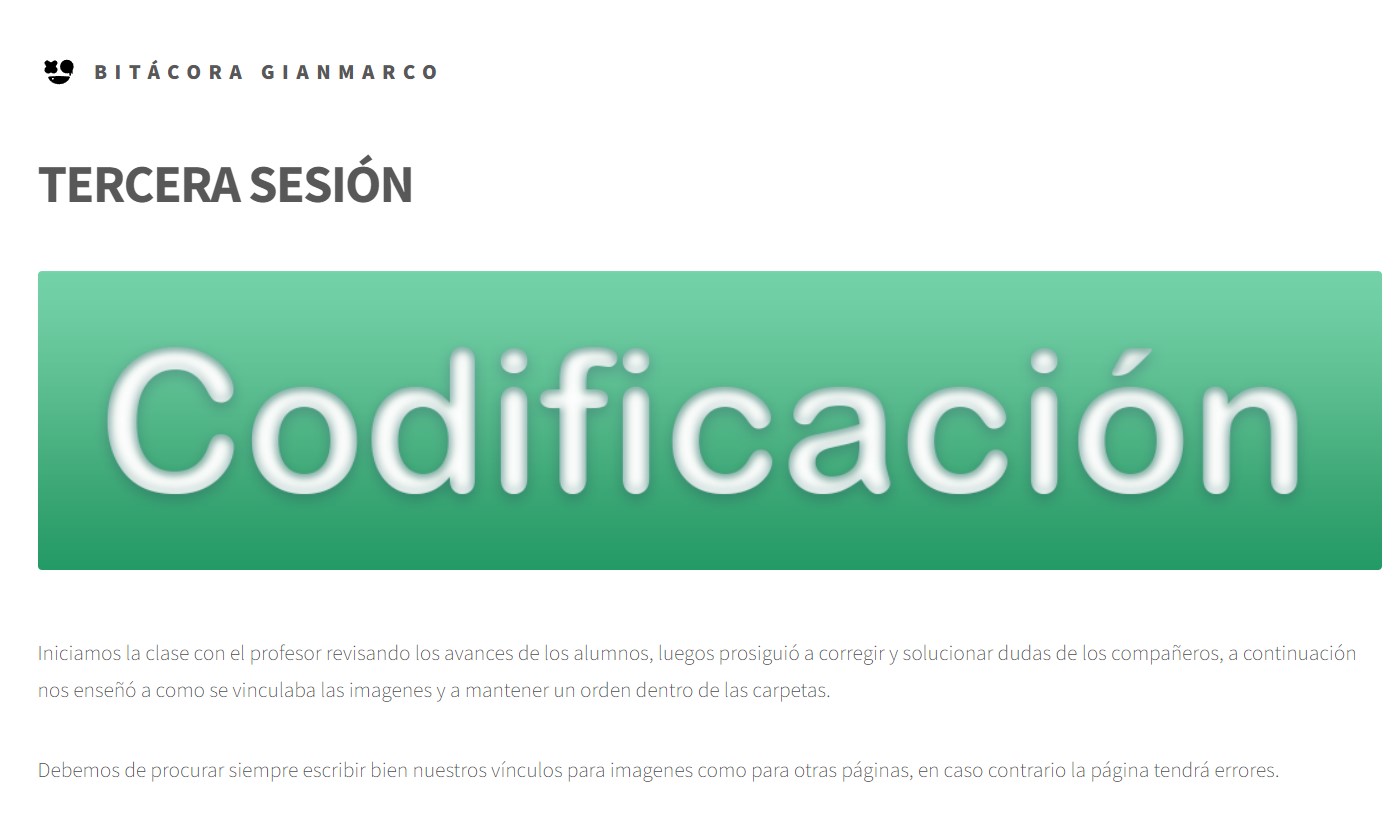 BITÁCORA GIANMARCO
TERCERA SESIÓN
Codificación
Iniciamos la clase con el profesor revisando los avances de los alumnos, luegos prosiguió a corregir y solucionar dudas de los compañeros, a continuación
nos enseñó a como se vinculaba las imagenes y a mantener un orden dentro de las carpetas.
Debemos de procurar siempre escribir bien nuestros vínculos para imagenes como para otras páginas, en caso contrario la página tendrá errores.